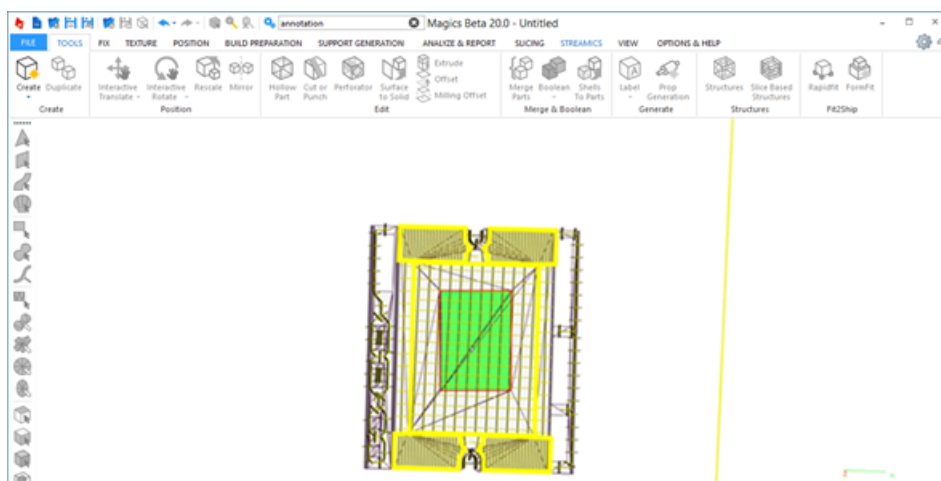 annotation
Magics Beta 20.0 - Untitled
FILE TOOLS FIX TEXTURE POSITION BUILD PREPARATION SUPPORT GENERATION ANALYZE & REPORT SLICING STREAMICS VIEW OPTIONS & HELP
Create Duplicate Interactive Translate Interactive Rotate Rescale Mirror Hollow Part Cut or Punch Perforator Surface to Solid Extrude Offset Milling Offset Merge Parts Boolean Shells To Parts Label Prop Generation Structures Slice Based Structures Rapidfit FormFit
Create Position Edit Merge & Boolean Generate Structures Fit2Ship